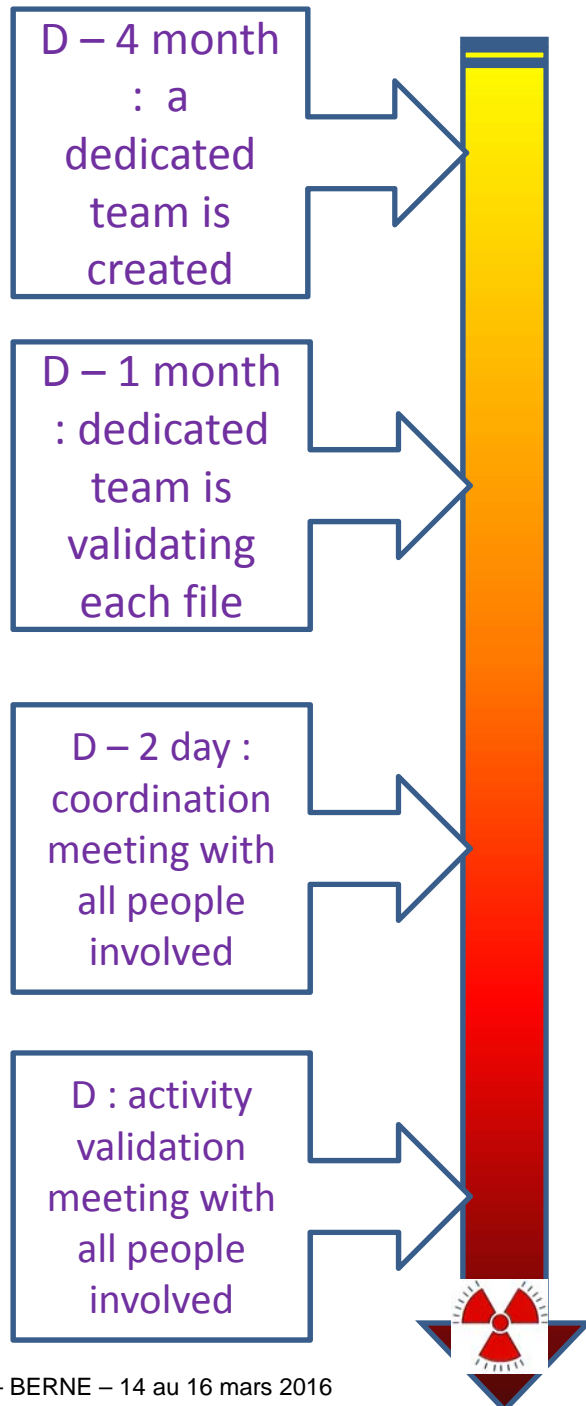 D – 4 month
: a
dedicated
team is
created
D – 1 month
: dedicated
team is
validating
each file
D – 2 day :
coordination
meeting with
all people
involved
D : activity
validation
meeting with
all people
involved
– BERNE – 14 au 16 mars 2016